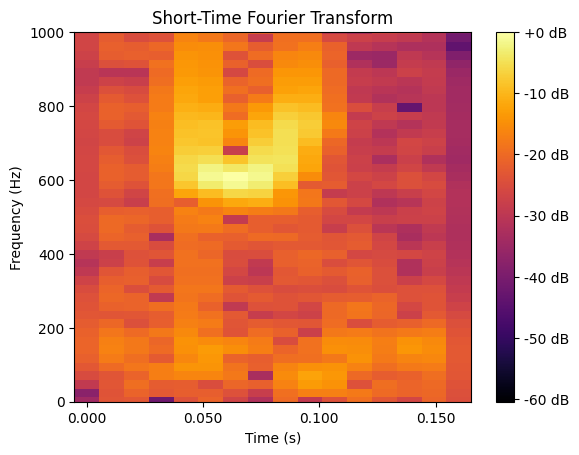 Short-Time Fourier Transform
1000
800
600
400
200
0
Frequency (Hz)
0.000
0.050
0.100
0.150
Time (s)
+0 dB
-10 dB
-20 dB
-30 dB
-40 dB
-50 dB
-60 dB